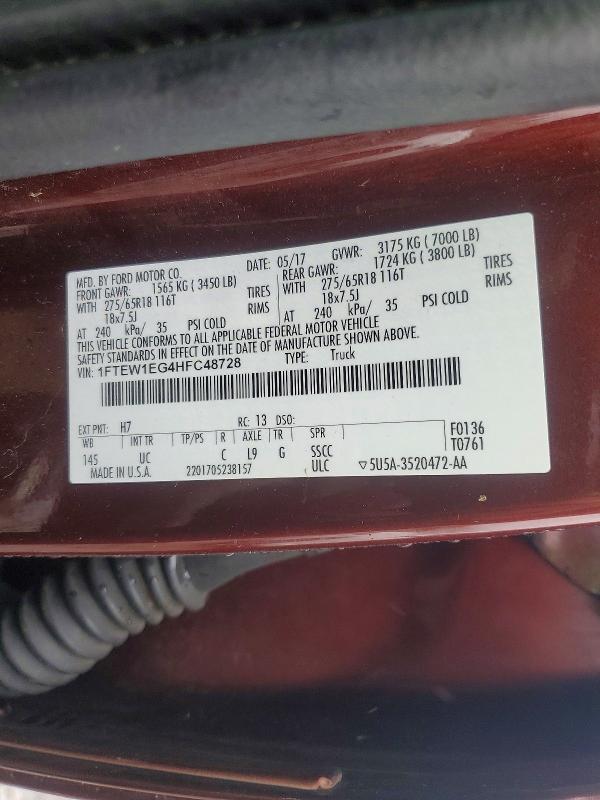 MFD. BY FORD MOTOR CO. DATE: 05/17 GVWR: 3175 KG ( 7000 LB)
FRONT GAWR: 1565 KG ( 3450 LB) REAR GAWR: 1724 KG ( 3800 LB)
WITH 275/65R18 116T TIRES WITH 275/65R18 116T TIRES
18x7.5J RIMS 18x7.5J RIMS
AT 240 kPa/ 35 PSI COLD AT 240 kPa/ 35 PSI COLD
THIS VEHICLE CONFORMS TO ALL APPLICABLE FEDERAL MOTOR VEHICLE
SAFETY STANDARDS IN EFFECT ON THE DATE OF MANUFACTURE SHOWN ABOVE.
VIN: 1FTEW1EG4HFC48728 TYPE: Truck
EXT PNT: H7 RC: 13 DSO: F0136
WB INT TR TP/PS R AXLE TR SPR T0761
145 UC C L9 G SSCC
MADE IN U.S.A. 2201705238157 ULC ▽5U5A-3520472-AA